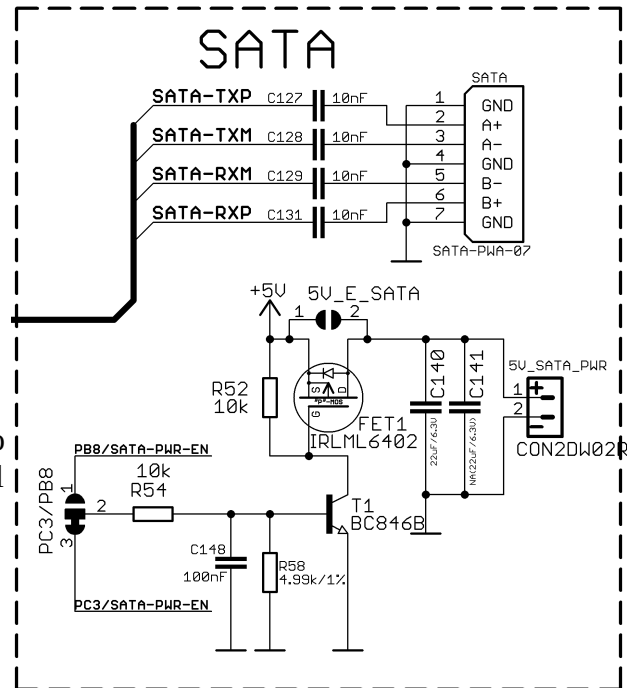 SATA
SATA
SATA-TXP C127 10nF 1 GND
2 A+
SATA-TXM C128 10nF 3 A-
4 GND
SATA-RXM C129 10nF 5 B-
6 B+
SATA-RXP C131 10nF 7 GND
SATA-PWA-07
+5V 5V_E_SATA
1 2
R52
10k
S D
"P"-MOS
G
FET1
IRLML6402
C140
22uF/6.3V
C141
NA(22uF/6.3V)
5V_SATA_PWR
1 +
2 -
CON2DW02R
PB8/SATA-PWR-EN
10k
R54
PC3/PB8
1
2
3
T1
BC846B
C148
100nF
R58
4.99k/1%
PC3/SATA-PWR-EN